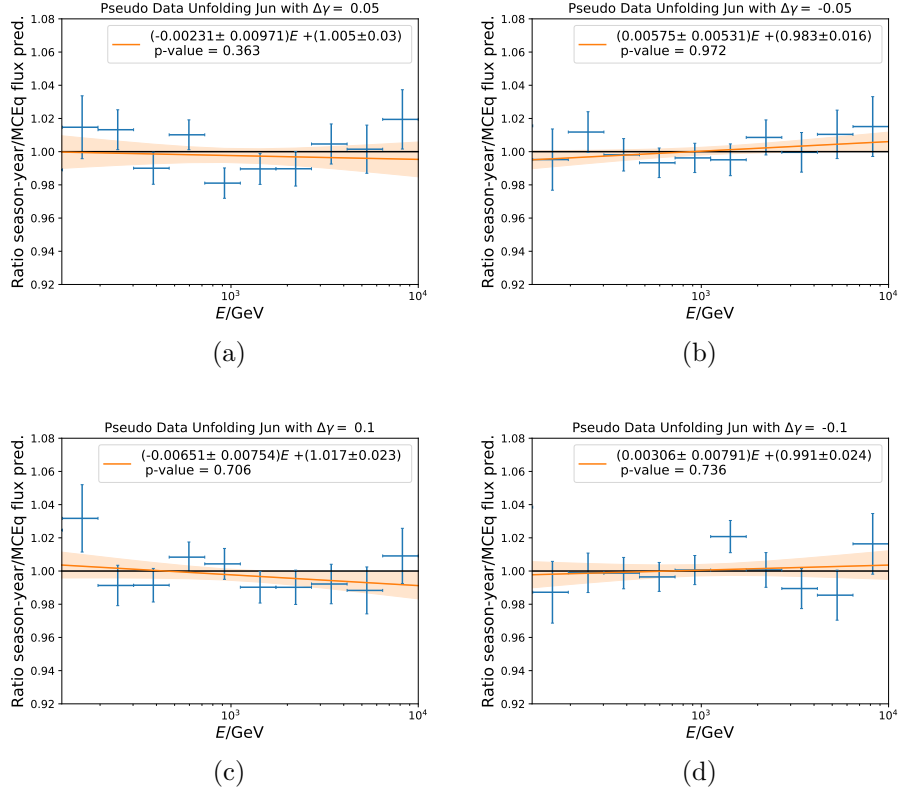 Pseudo Data Unfolding Jun with Δγ = 0.05
Ratio season-year/MCEq flux pred.
1.08
1.06
1.04
1.02
1.00
0.98
0.96
0.94
0.92
(-0.00231± 0.00971)E +(1.005±0.03)
p-value = 0.363
10³
10⁴
E/GeV
(a)
Pseudo Data Unfolding Jun with Δγ = -0.05
Ratio season-year/MCEq flux pred.
1.08
1.06
1.04
1.02
1.00
0.98
0.96
0.94
0.92
(0.00575± 0.00531)E +(0.983±0.016)
p-value = 0.972
10³
10⁴
E/GeV
(b)
Pseudo Data Unfolding Jun with Δγ = 0.1
Ratio season-year/MCEq flux pred.
1.08
1.06
1.04
1.02
1.00
0.98
0.96
0.94
0.92
(-0.00651± 0.00754)E +(1.017±0.023)
p-value = 0.706
10³
10⁴
E/GeV
(c)
Pseudo Data Unfolding Jun with Δγ = -0.1
Ratio season-year/MCEq flux pred.
1.08
1.06
1.04
1.02
1.00
0.98
0.96
0.94
0.92
(0.00306± 0.00791)E +(0.991±0.024)
p-value = 0.736
10³
10⁴
E/GeV
(d)